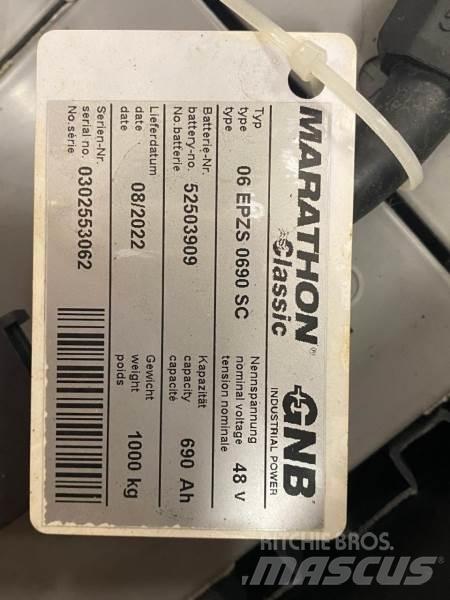 MARATHON®
Classic
GNB®
INDUSTRIAL POWER
Typ
type
type
06 EPZS 0690 SC
Nennspannung
nominal voltage
tension nominale
48 V
Batterie-Nr.
battery-no.
No.batterie
52503909
Kapazität
capacity
capacité
690 Ah
Lieferdatum
date
date
08/2022
Gewicht
weight
poids
1000 kg
Serien-Nr.
serial no.
No.série
0302553062
RITCHIE BROS.
MASCUS